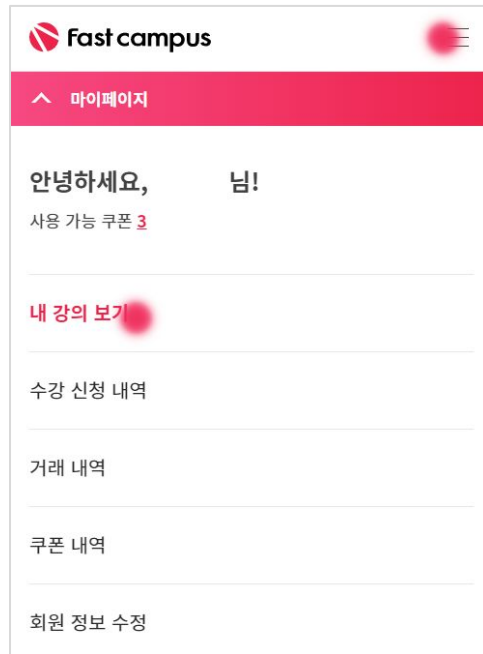 Fast campus
마이페이지
안녕하세요, 님!
사용 가능 쿠폰 3
내 강의 보기
수강 신청 내역
거래 내역
쿠폰 내역
회원 정보 수정